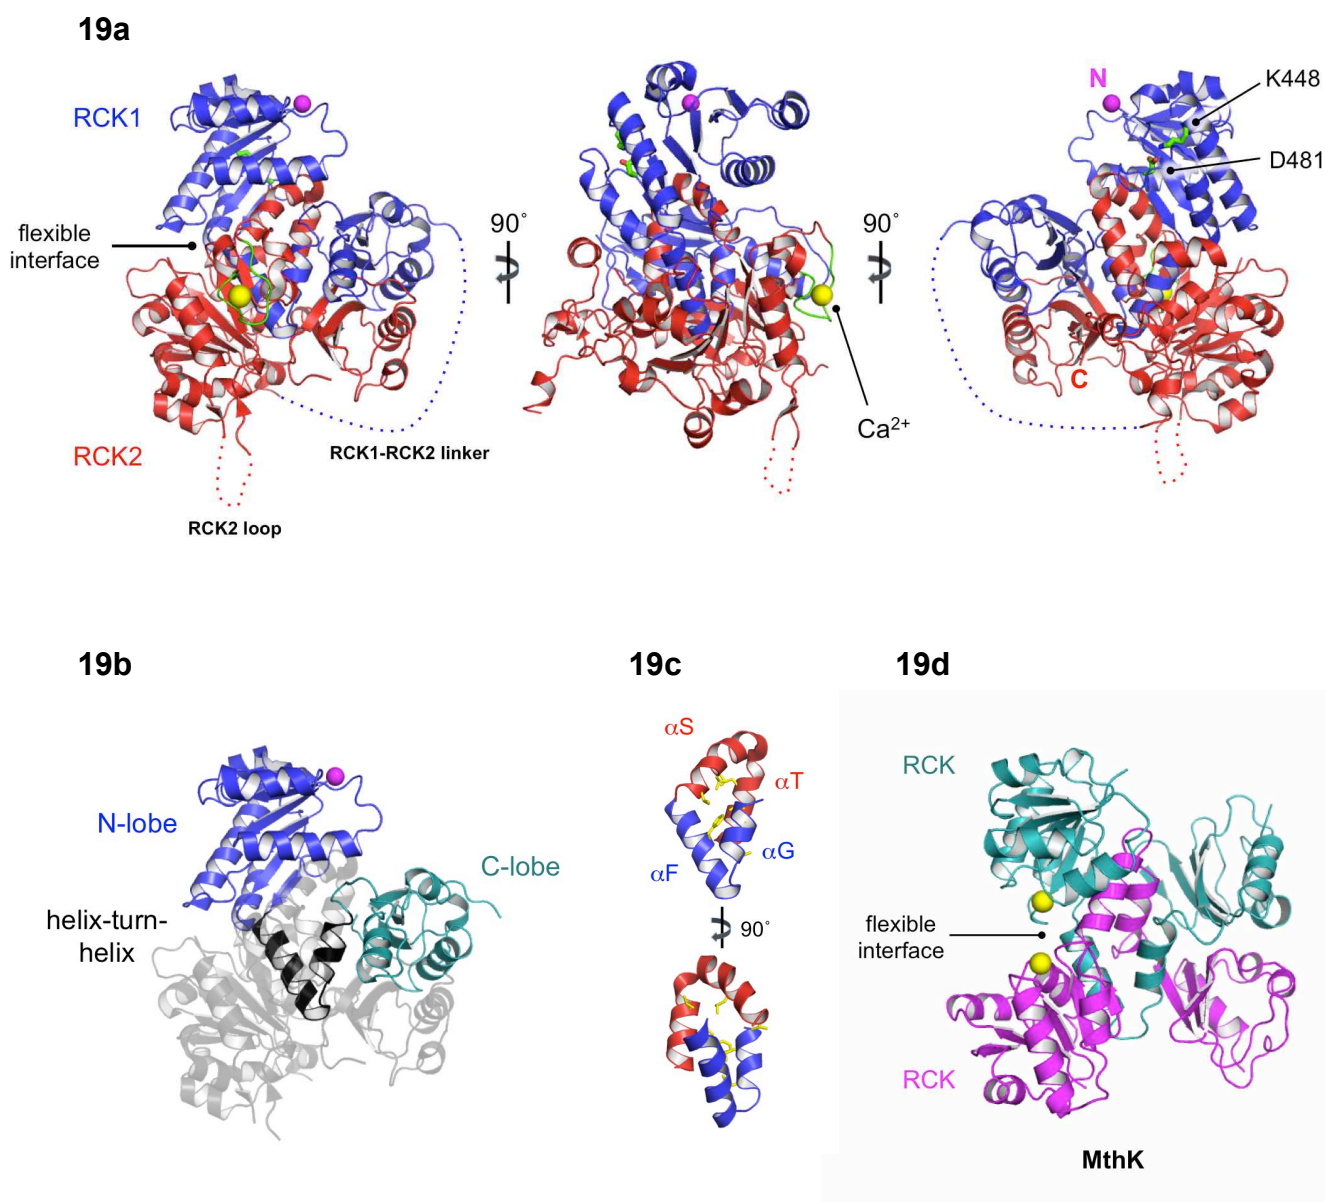 19a
RCK1
N
K448
D481
flexible
interface
90°
90°
C
Ca²⁺
RCK2
RCK1-RCK2 linker
RCK2 loop
19b
19c
19d
N-lobe
C-lobe
helix-turn-
helix
αS
αT
αG
αF
90°
RCK
flexible
interface
RCK
MthK